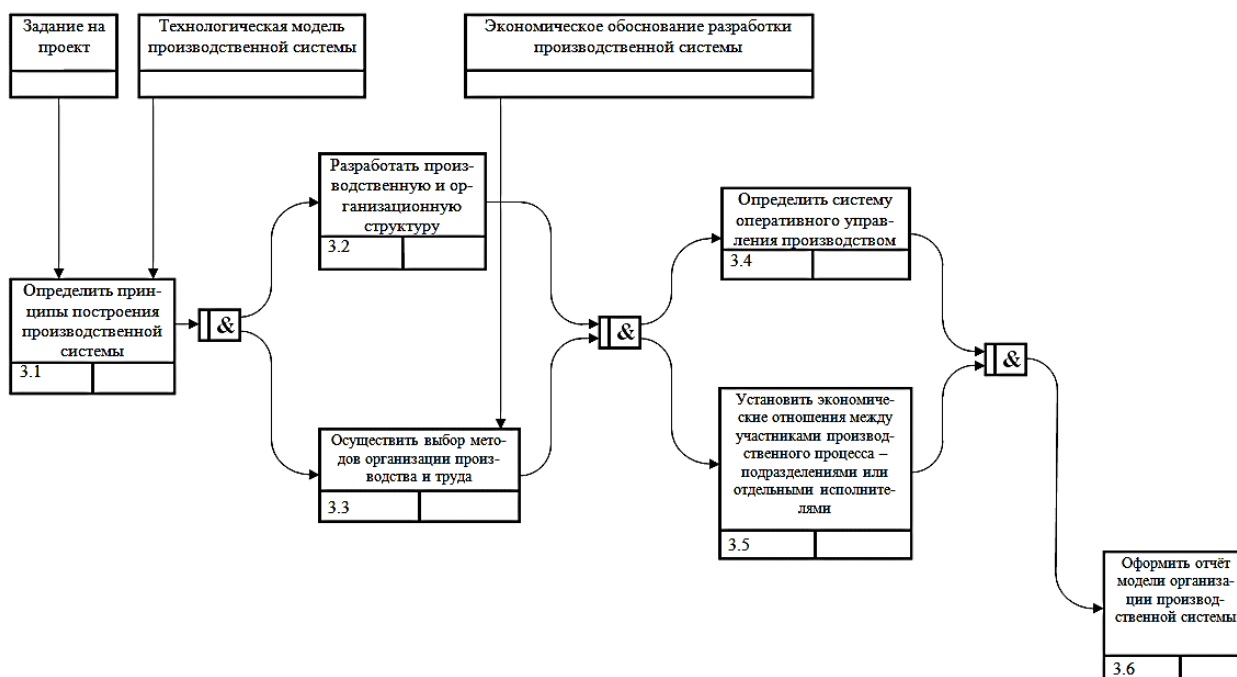 Задание на
проект
Технологическая модель
производственной системы
Экономическое обоснование разработки
производственной системы
Разработать произ-
водственную и ор-
ганизационную
структуру
3.2
Определить систему
оперативного управ-
ления производством
3.4
Определить прин-
ципы построения
производственной
системы
3.1
&
&
&
Осуществить выбор мето-
дов организации произ-
водства и труда
3.3
Установить экономиче-
ские отношения между
участниками производ-
ственного процесса –
подразделениями или
отдельными исполните-
лями
3.5
Оформить отчёт
модели организа-
ции производ-
ственной системы
3.6